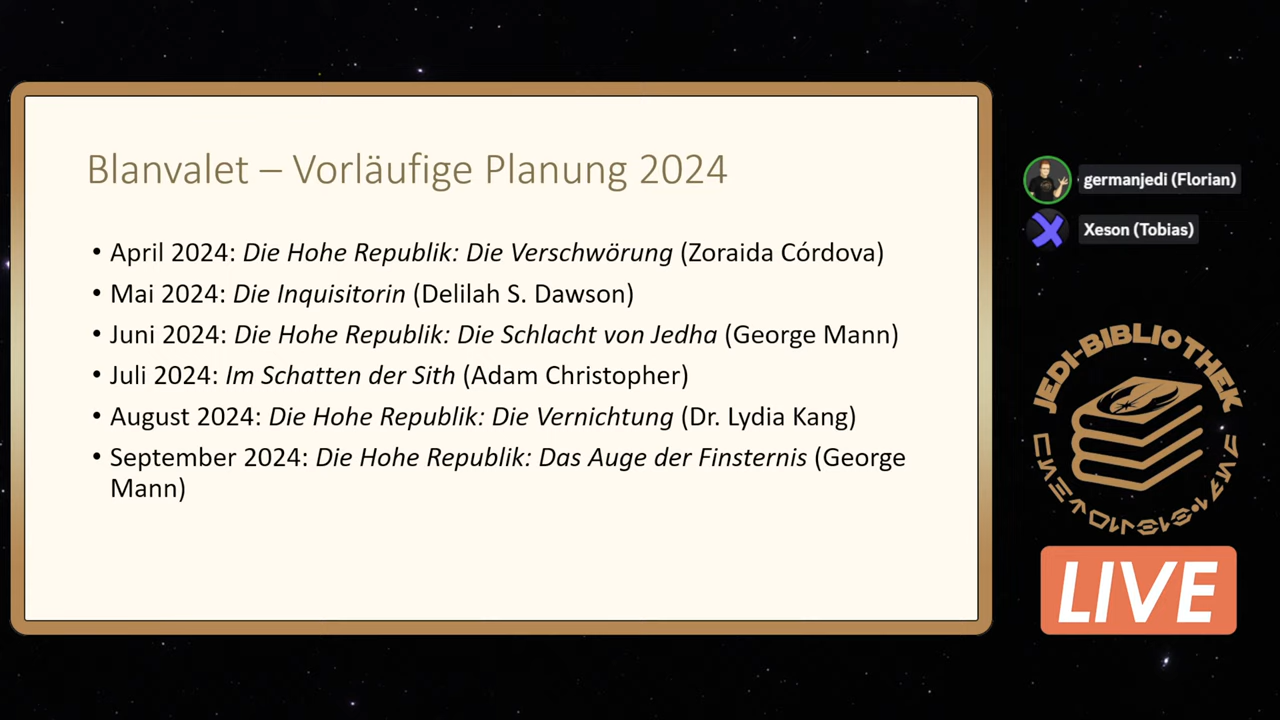 Blanvalet – Vorläufige Planung 2024
• April 2024: Die Hohe Republik: Die Verschwörung (Zoraida Córdova)
• Mai 2024: Die Inquisitorin (Delilah S. Dawson)
• Juni 2024: Die Hohe Republik: Die Schlacht von Jedha (George Mann)
• Juli 2024: Im Schatten der Sith (Adam Christopher)
• August 2024: Die Hohe Republik: Die Vernichtung (Dr. Lydia Kang)
• September 2024: Die Hohe Republik: Das Auge der Finsternis (George
Mann)
germanjedi (Florian)
Xeson (Tobias)
JEDI-BIBLIOTHEK
LIVE